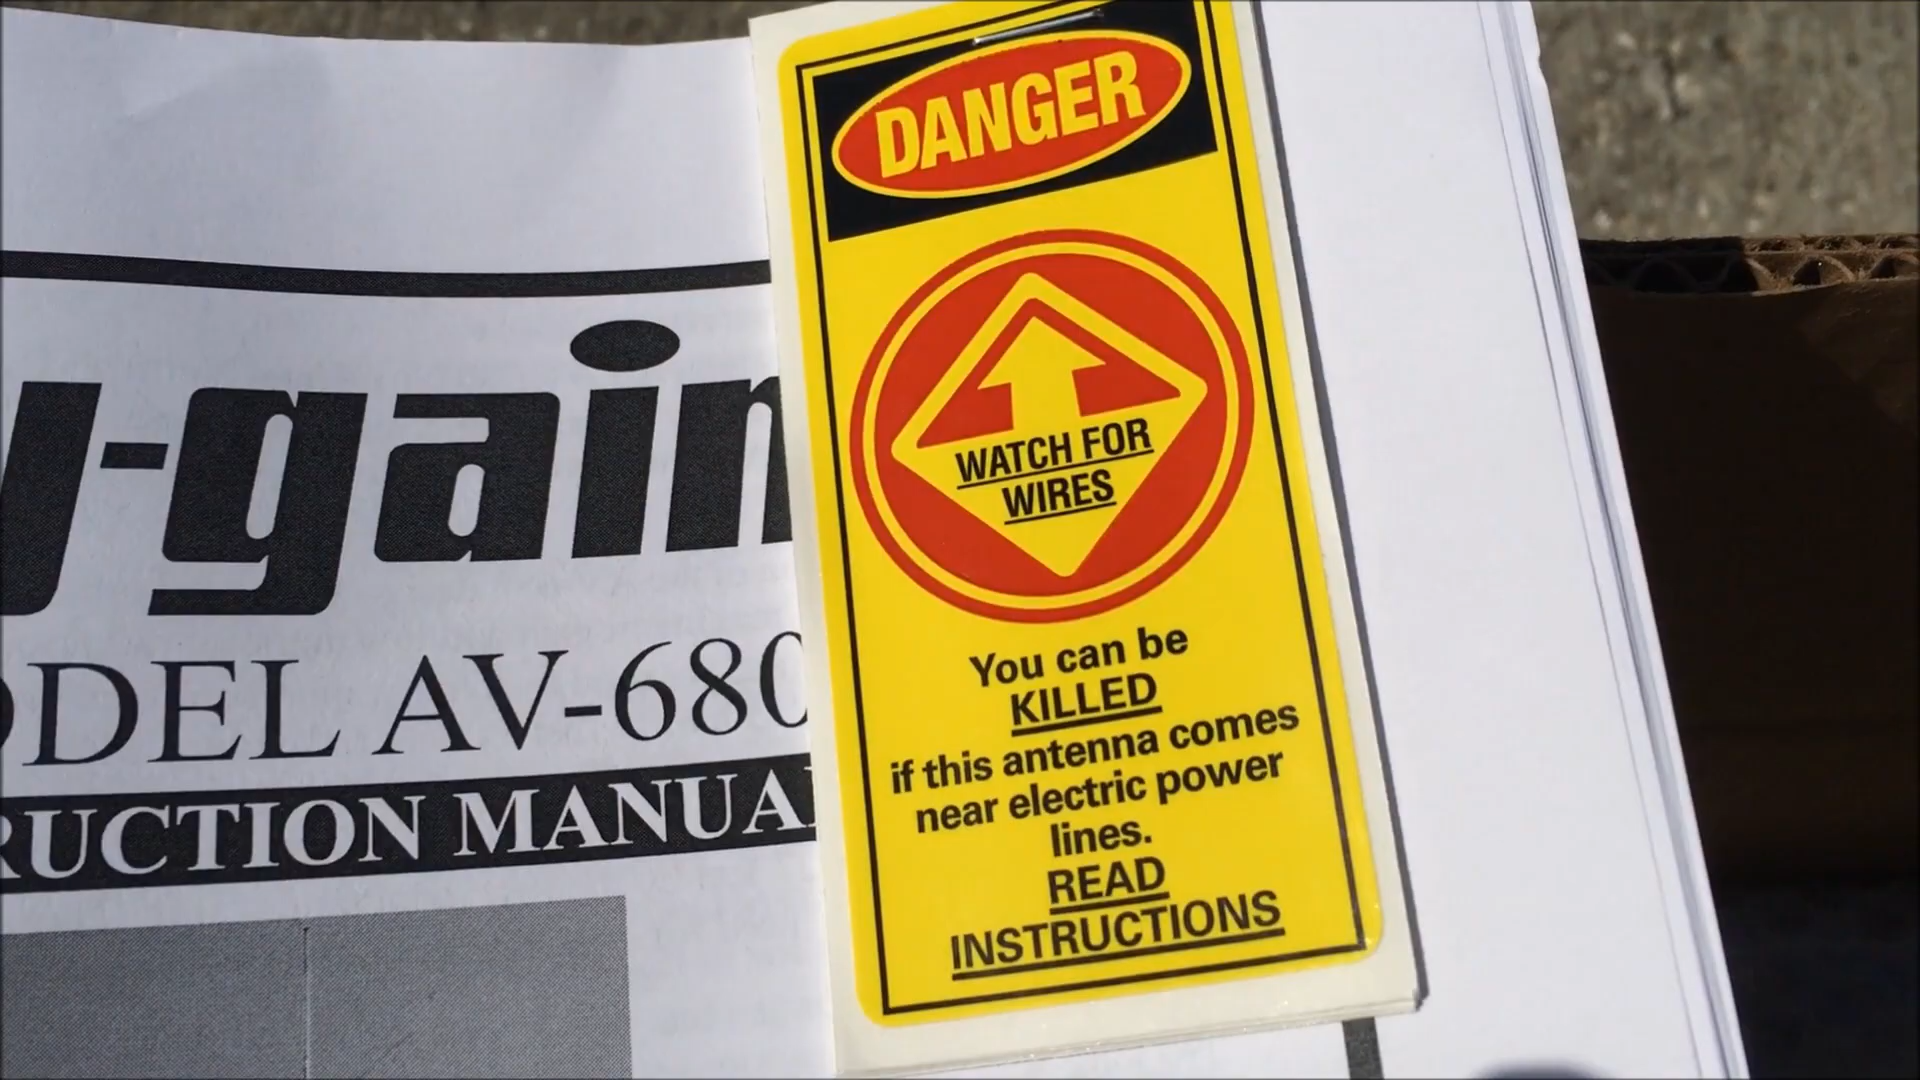 y-gain
ODEL AV-680
RUCTION MANUAL
DANGER
WATCH FOR
WIRES
You can be
KILLED
if this antenna comes
near electric power
lines.
READ
INSTRUCTIONS